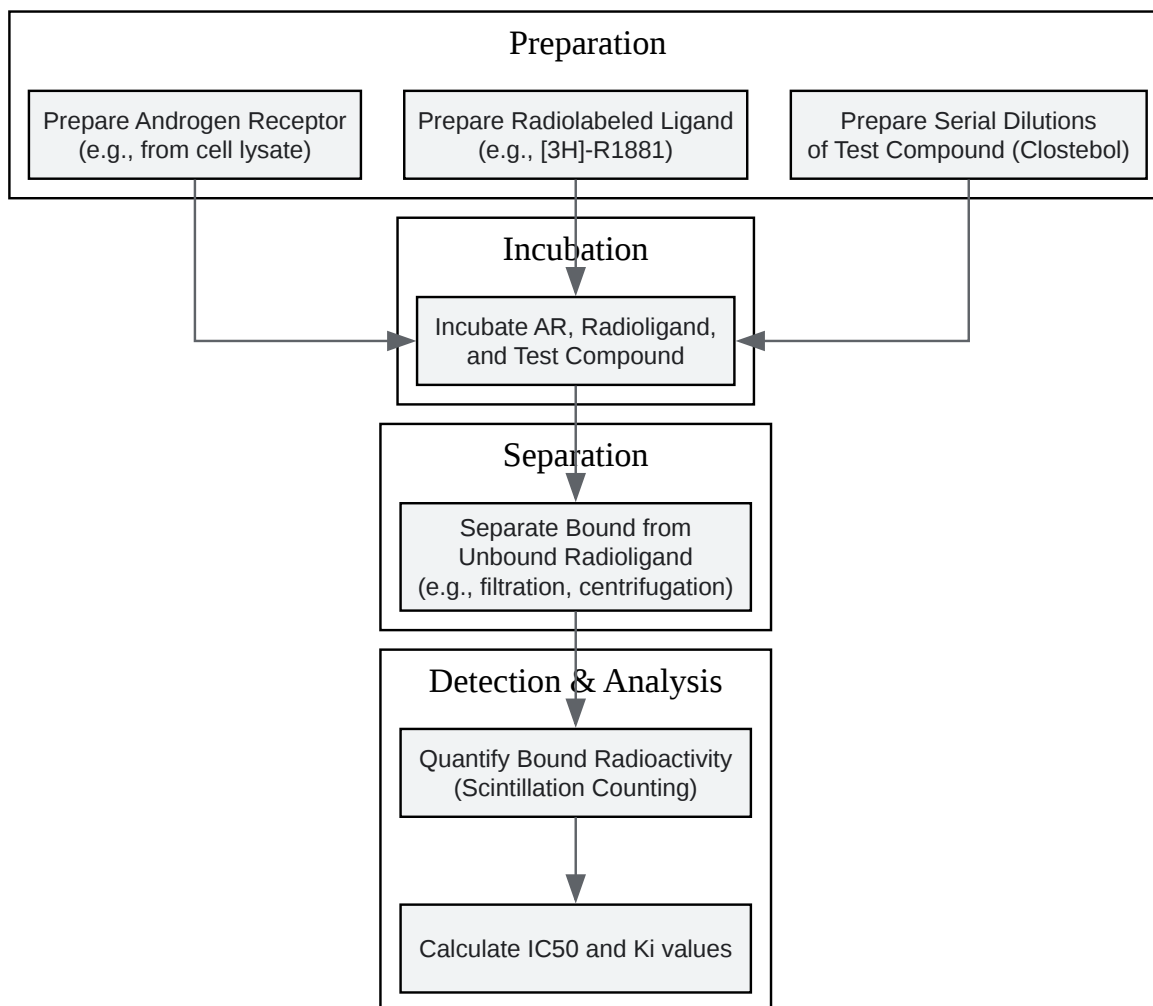 Preparation
Prepare Androgen Receptor
(e.g., from cell lysate)
Prepare Radiolabeled Ligand
(e.g., [3H]-R1881)
Prepare Serial Dilutions
of Test Compound (Clostebol)
Incubation
Incubate AR, Radioligand,
and Test Compound
Separation
Separate Bound from
Unbound Radioligand
(e.g., filtration, centrifugation)
Detection & Analysis
Quantify Bound Radioactivity
(Scintillation Counting)
Calculate IC50 and Ki values